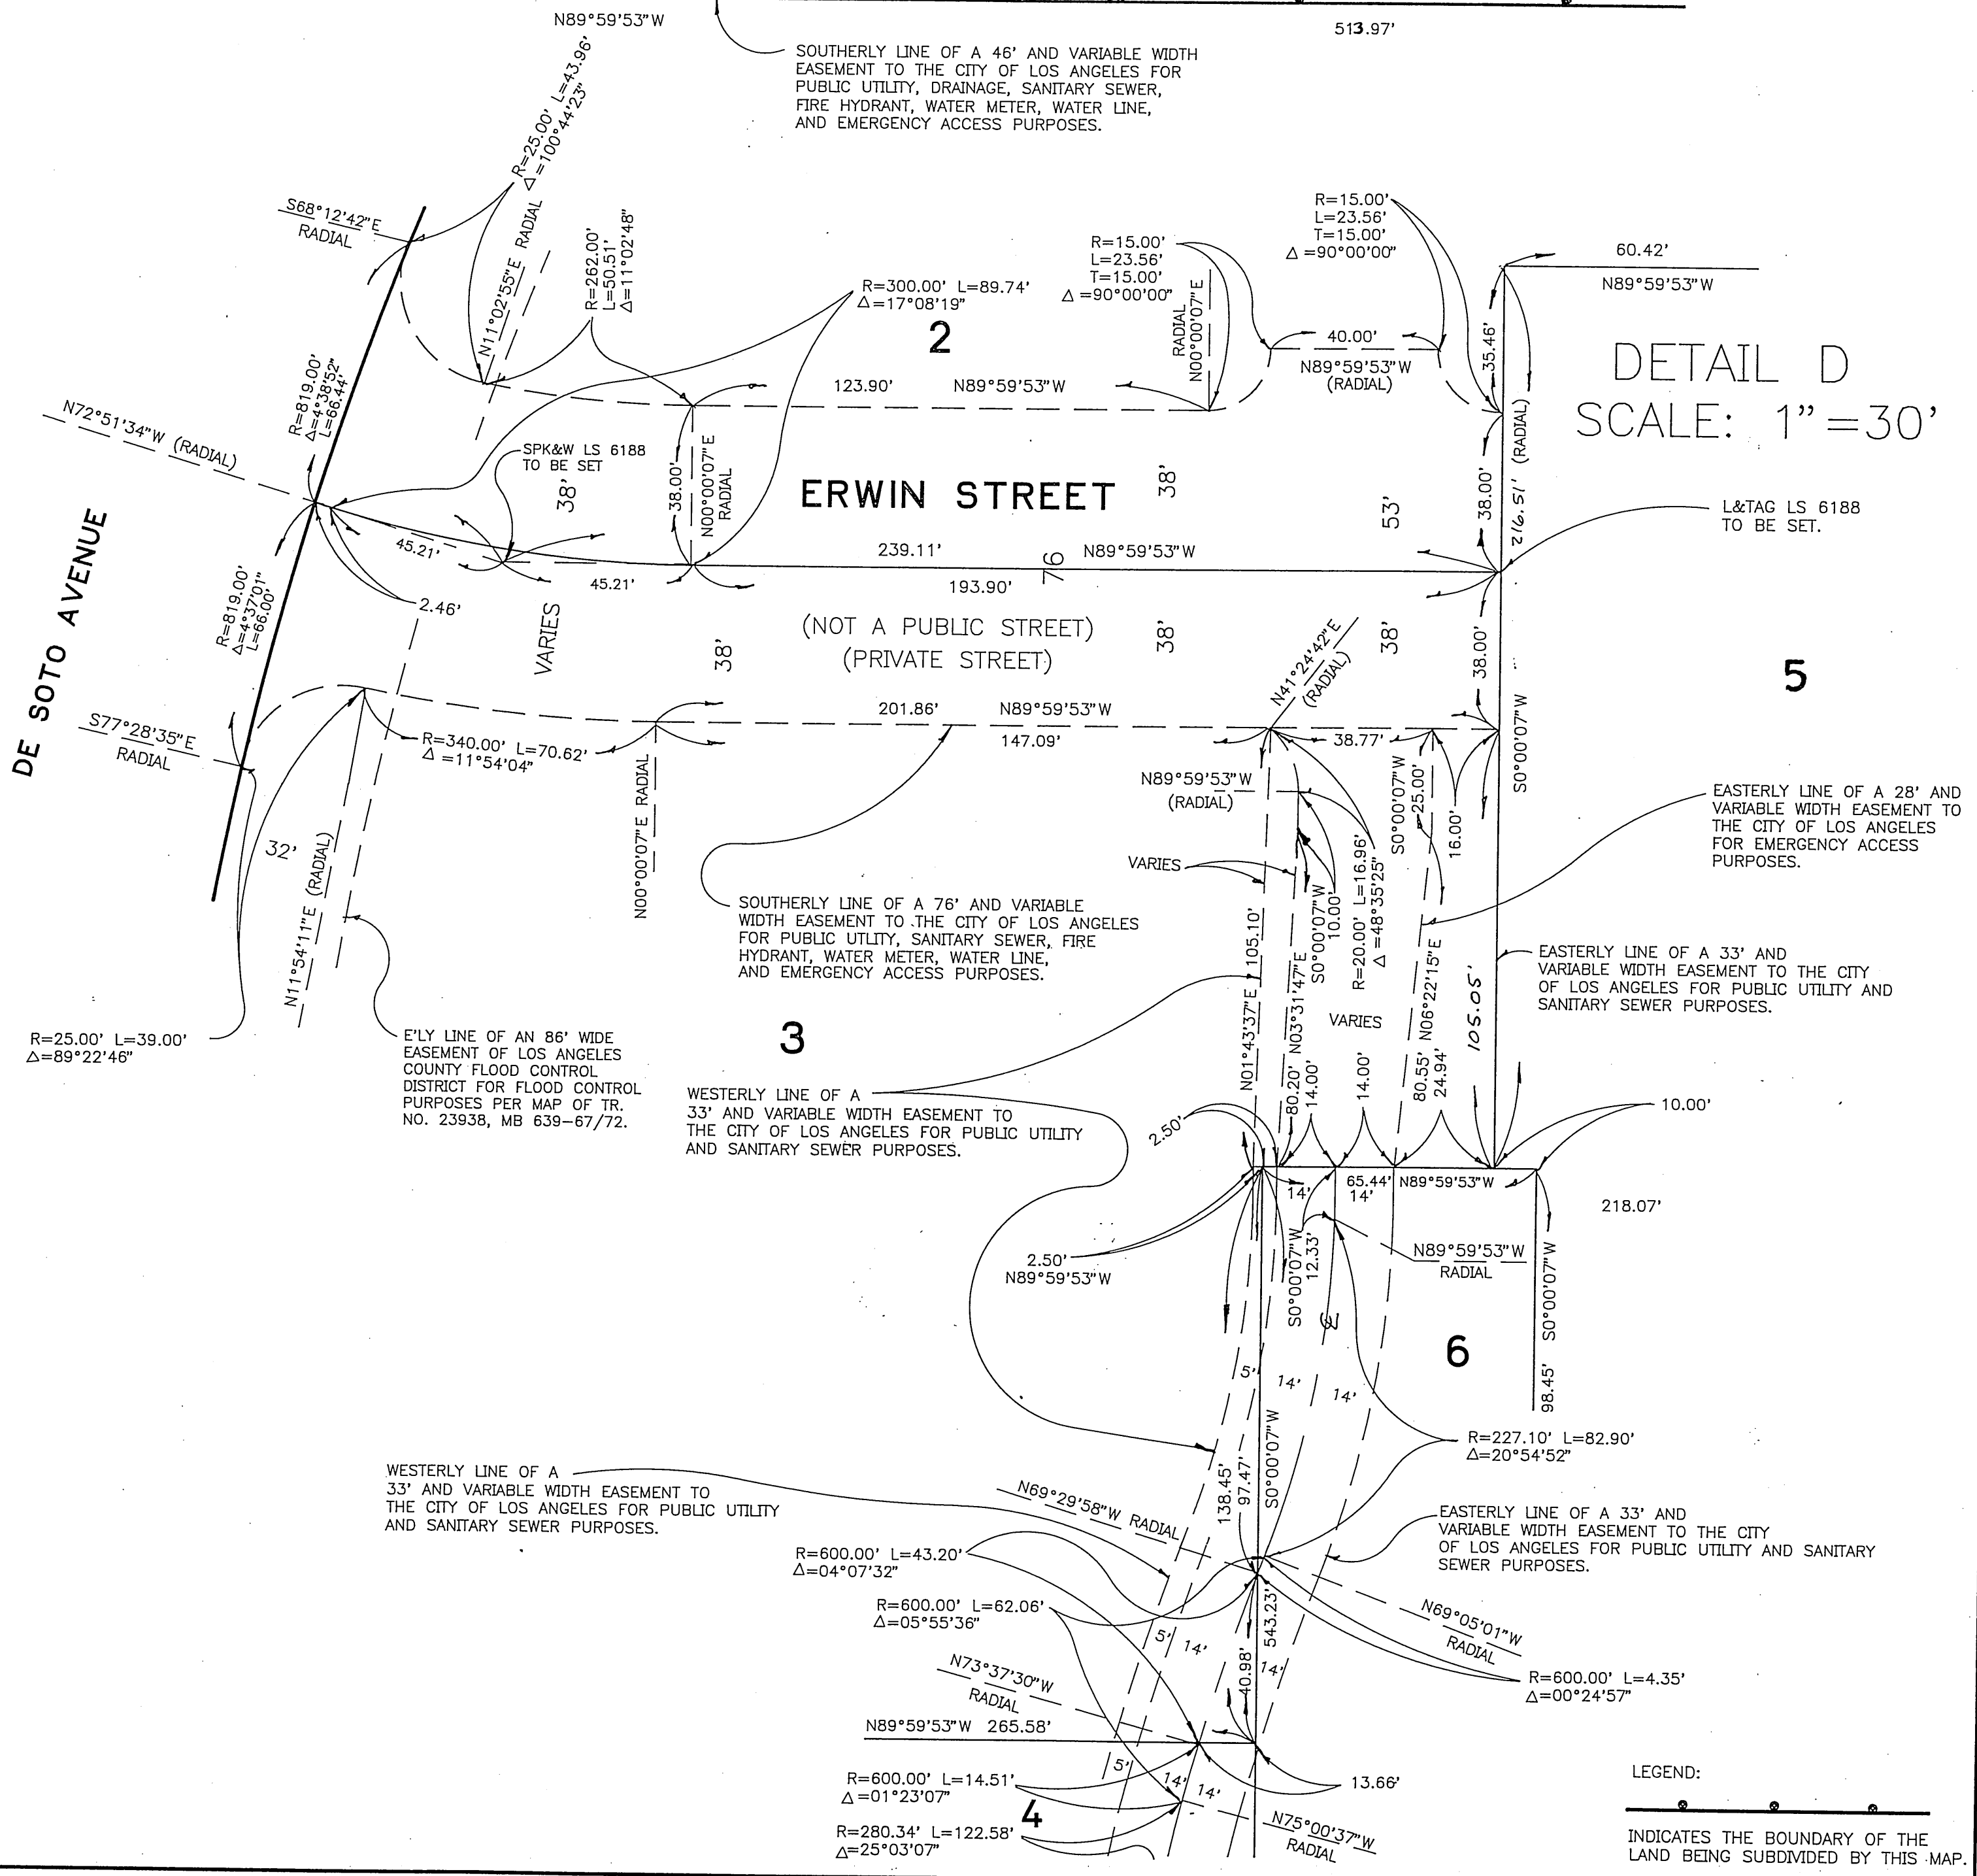 N89°59'53"W
513.97'
SOUTHERLY LINE OF A 46' AND VARIABLE WIDTH
EASEMENT TO THE CITY OF LOS ANGELES FOR
PUBLIC UTILITY, DRAINAGE, SANITARY SEWER,
FIRE HYDRANT, WATER METER, WATER LINE,
AND EMERGENCY ACCESS PURPOSES.
R=25.00' L=43.96'
Δ=100°44'23"
S68°12'42"E
RADIAL
N11°02'55"E RADIAL
R=262.00'
L=50.51'
Δ=11°02'48"
R=300.00' L=89.74'
Δ=17°08'19"
2
R=15.00'
L=23.56'
T=15.00'
Δ=90°00'00"
RADIAL
N00°00'07"E
R=15.00'
L=23.56'
T=15.00'
Δ=90°00'00"
40.00'
N89°59'53"W
(RADIAL)
60.42'
N89°59'53"W
35.46'
DETAIL D
SCALE: 1"=30'
123.90' N89°59'53"W
R=819.00'
Δ=4°38'52"
L=66.44'
N72°51'34"W (RADIAL)
SPK&W LS 6188
TO BE SET
38'
38.00'
N00°00'07"E
RADIAL
ERWIN STREET
38'
53'
38.00'
216.51' (RADIAL)
L&TAG LS 6188
TO BE SET.
DE SOTO AVENUE
45.21'
45.21'
239.11' N89°59'53"W
76
193.90'
2.46'
R=819.00'
Δ=4°37'01"
L=66.00'
VARIES
38'
(NOT A PUBLIC STREET)
(PRIVATE STREET)
38'
38'
38.00'
N41°24'42"E
(RADIAL)
5
S0°00'07"W
S77°28'35"E
RADIAL
R=340.00' L=70.62'
Δ=11°54'04"
201.86' N89°59'53"W
147.09'
38.77'
N00°00'07"E RADIAL
N89°59'53"W
(RADIAL)
S0°00'07"W
25.00'
16.00'
EASTERLY LINE OF A 28' AND
VARIABLE WIDTH EASEMENT TO
THE CITY OF LOS ANGELES
FOR EMERGENCY ACCESS
PURPOSES.
32'
N11°54'11"E (RADIAL)
VARIES
SOUTHERLY LINE OF A 76' AND VARIABLE
WIDTH EASEMENT TO THE CITY OF LOS ANGELES
FOR PUBLIC UTLITY, SANITARY SEWER, FIRE
HYDRANT, WATER METER, WATER LINE,
AND EMERGENCY ACCESS PURPOSES.
N01°43'37"E 105.10'
80.20' N03°31'47"E
S0°00'07"W
10.00'
R=20.00' L=16.96'
Δ=48°35'25"
VARIES
80.55' N06°22'15"E
24.94'
105.05'
EASTERLY LINE OF A 33' AND
VARIABLE WIDTH EASEMENT TO THE CITY
OF LOS ANGELES FOR PUBLIC UTILITY AND
SANITARY SEWER PURPOSES.
R=25.00' L=39.00'
Δ=89°22'46"
E'LY LINE OF AN 86' WIDE
EASEMENT OF LOS ANGELES
COUNTY FLOOD CONTROL
DISTRICT FOR FLOOD CONTROL
PURPOSES PER MAP OF TR.
NO. 23938, MB 639-67/72.
3
WESTERLY LINE OF A
33' AND VARIABLE WIDTH EASEMENT TO
THE CITY OF LOS ANGELES FOR PUBLIC UTILITY
AND SANITARY SEWER PURPOSES.
2.50'
14.00'
14.00'
10.00'
14'
65.44' N89°59'53"W
14'
218.07'
2.50'
N89°59'53"W
S0°00'07"W
12.33'
N89°59'53"W
RADIAL
98.45' S0°00'07"W
6
5'
14'
14'
R=227.10' L=82.90'
Δ=20°54'52"
WESTERLY LINE OF A
33' AND VARIABLE WIDTH EASEMENT TO
THE CITY OF LOS ANGELES FOR PUBLIC UTILITY
AND SANITARY SEWER PURPOSES.
138.45'
97.47'
S0°00'07"W
N69°29'58"W RADIAL
EASTERLY LINE OF A 33' AND
VARIABLE WIDTH EASEMENT TO THE CITY
OF LOS ANGELES FOR PUBLIC UTILITY AND SANITARY
SEWER PURPOSES.
R=600.00' L=43.20'
Δ=04°07'32"
R=600.00' L=62.06'
Δ=05°55'36"
543.23'
N69°05'01"W
RADIAL
5'
14'
14'
40.98'
N73°37'30"W
RADIAL
R=600.00' L=4.35'
Δ=00°24'57"
N89°59'53"W 265.58'
5'
14'
14'
R=600.00' L=14.51'
Δ=01°23'07"
13.66'
4
R=280.34' L=122.58'
Δ=25°03'07"
N75°00'37"W
RADIAL
LEGEND:
INDICATES THE BOUNDARY OF THE
LAND BEING SUBDIVIDED BY THIS MAP.